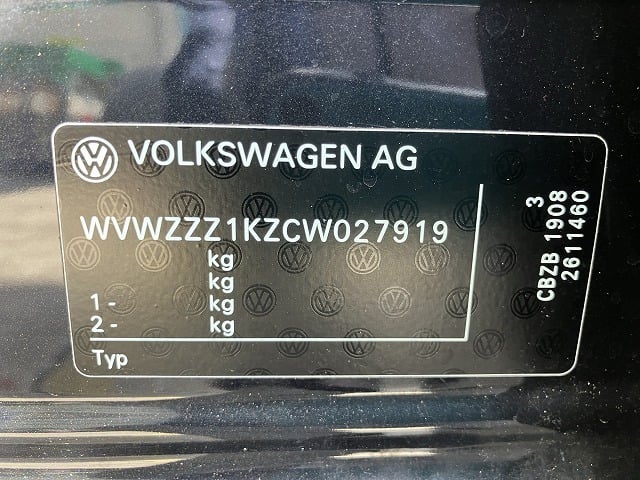 VOLKSWAGEN AG
WVWZZZ1KZCW027919
kg
kg
1- kg
2- kg
Typ
3
CBZB 1908
2611460